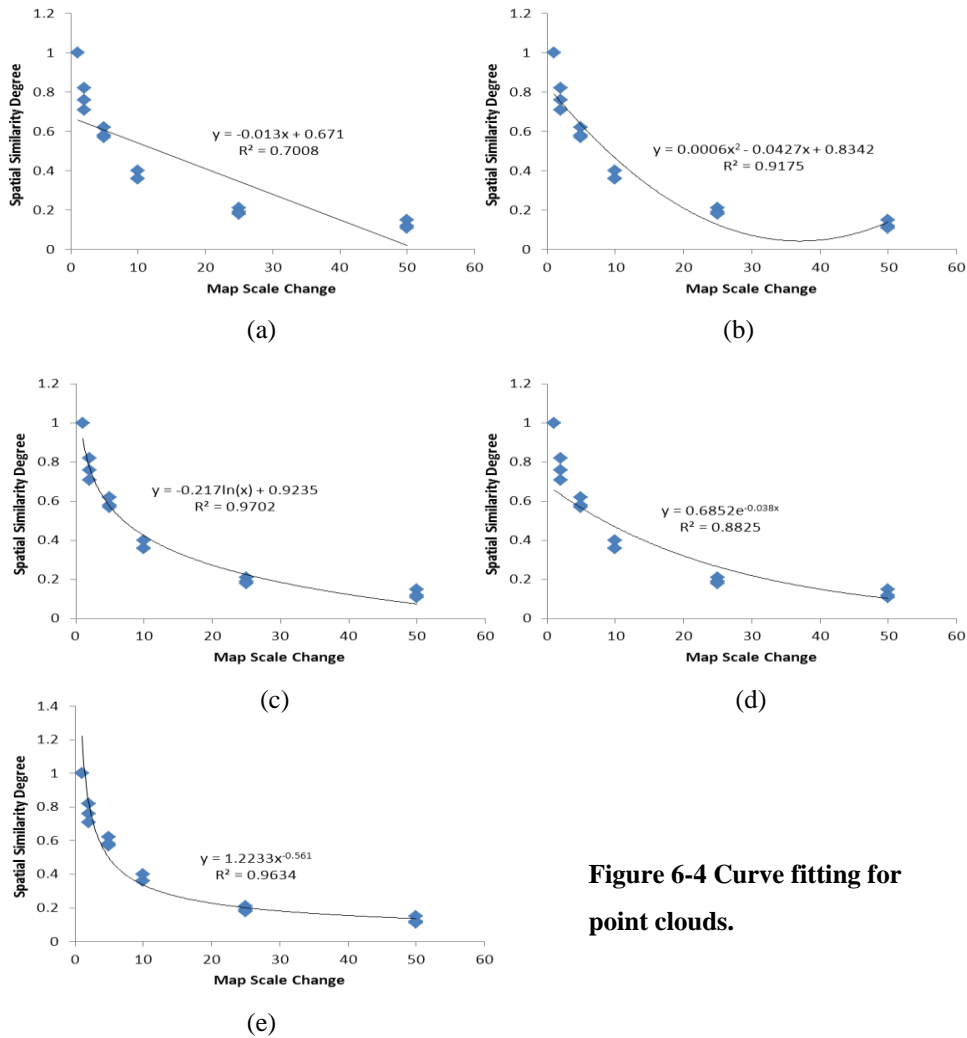 1.2
1
0.8
0.6
0.4
0.2
0
Spatial Similarity Degree
y = -0.013x + 0.671
R² = 0.7008
0 10 20 30 40 50 60
Map Scale Change
(a)
1.2
1
0.8
0.6
0.4
0.2
0
Spatial Similarity Degree
y = 0.0006x² - 0.0427x + 0.8342
R² = 0.9175
0 10 20 30 40 50 60
Map Scale Change
(b)
1.2
1
0.8
0.6
0.4
0.2
0
Spatial Similarity Degree
y = -0.217ln(x) + 0.9235
R² = 0.9702
0 10 20 30 40 50 60
Map Scale Change
(c)
1.2
1
0.8
0.6
0.4
0.2
0
Spatial Similarity Degree
y = 0.6852e⁻⁰·⁰³⁸ˣ
R² = 0.8825
0 10 20 30 40 50 60
Map Scale Change
(d)
1.4
1.2
1
0.8
0.6
0.4
0.2
0
Spatial Similarity Degree
y = 1.2233x⁻⁰·⁵⁶¹
R² = 0.9634
0 10 20 30 40 50 60
Map Scale Change
(e)
Figure 6-4 Curve fitting for
point clouds.